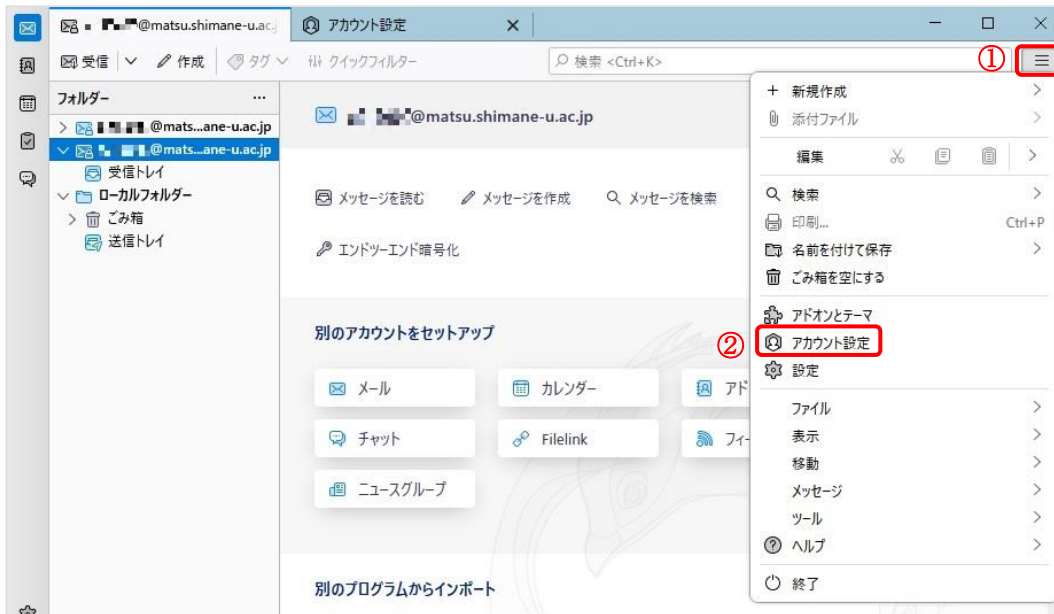 @matsu.shimane-u.ac.j
アカウント設定
①
受信
作成
タグ
クイックフィルター
検索 <Ctrl+K>
フォルダー
@mats...ane-u.ac.jp
@mats...ane-u.ac.jp
受信トレイ
ローカルフォルダー
ごみ箱
送信トレイ
@matsu.shimane-u.ac.jp
メッセージを読む
メッセージを作成
メッセージを検索
エンドツーエンド暗号化
別のアカウントをセットアップ
メール
カレンダー
アド
チャット
Filelink
フィー
ニュースグループ
別のプログラムからインポート
新規作成
添付ファイル
編集
検索
印刷... Ctrl+P
名前を付けて保存
ごみ箱を空にする
アドオンとテーマ
② アカウント設定
設定
ファイル
表示
移動
メッセージ
ツール
ヘルプ
終了